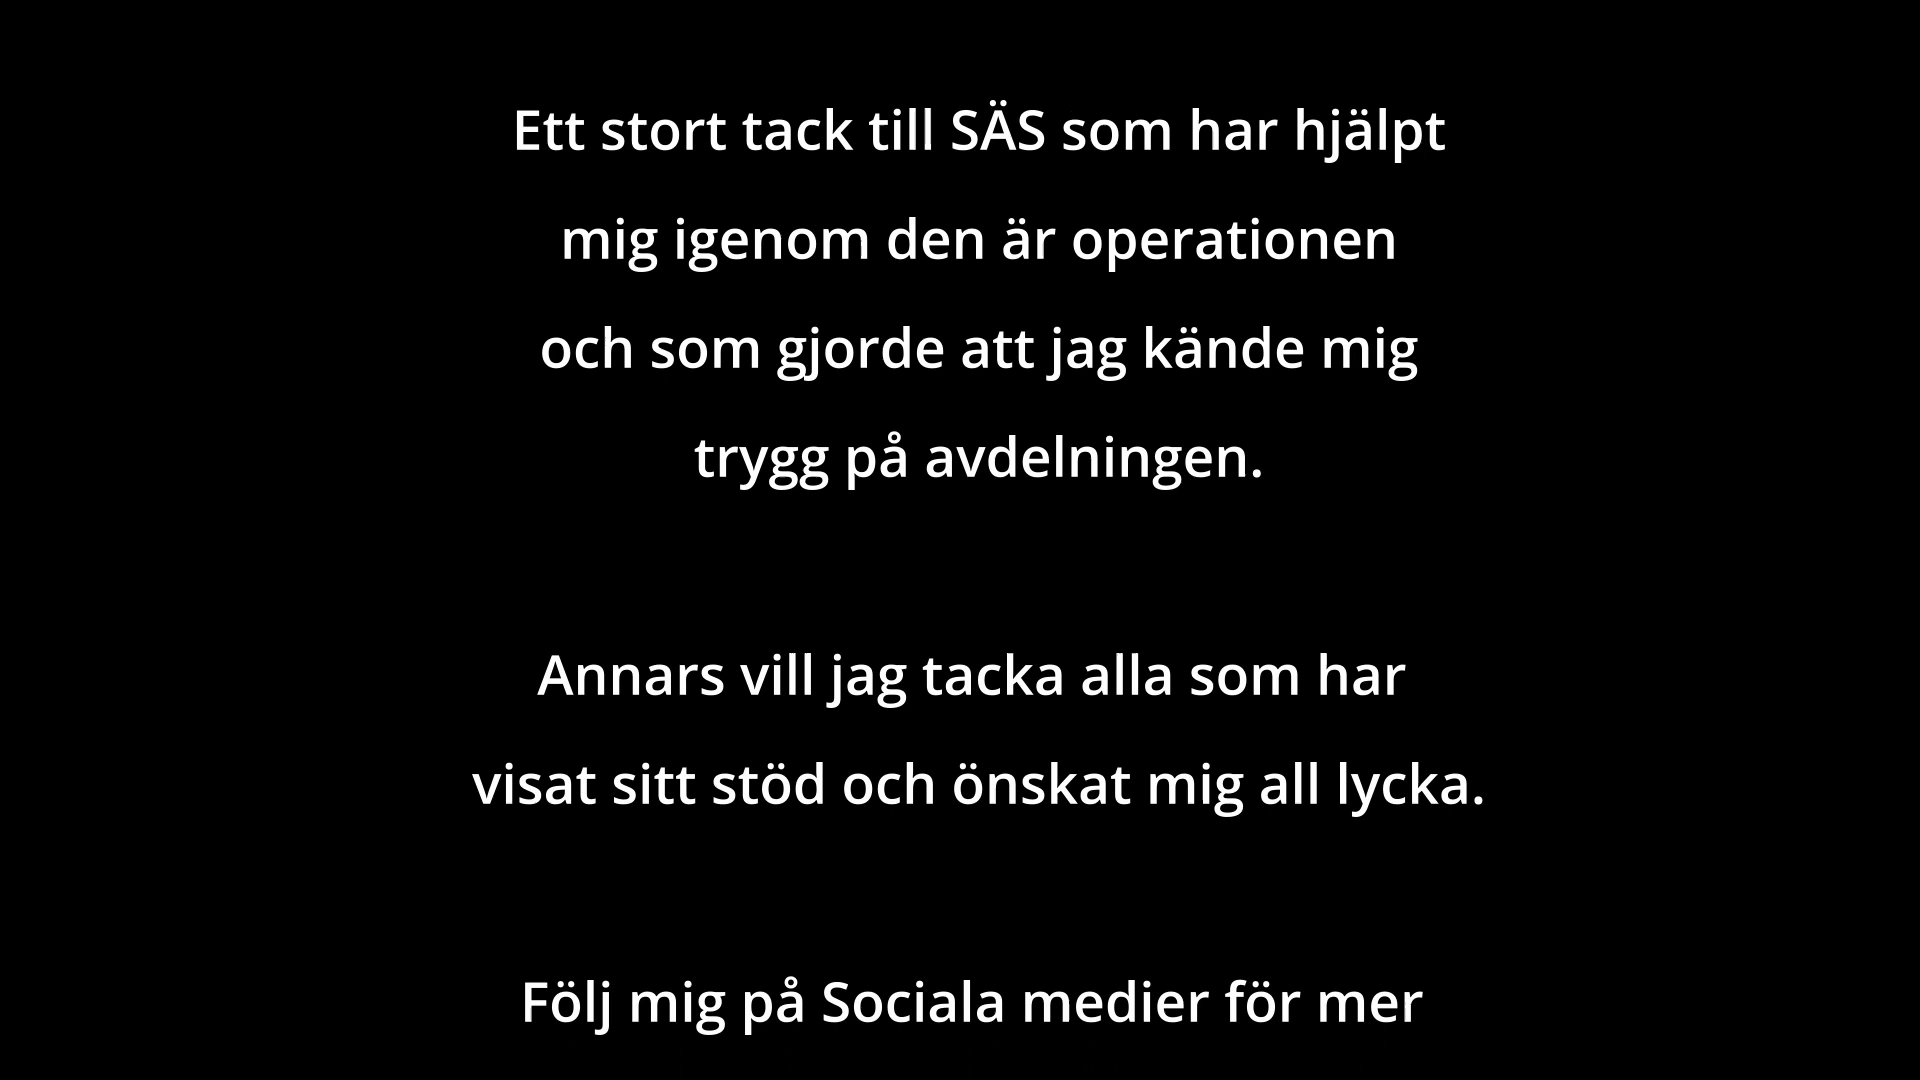 Ett stort tack till SÄS som har hjälpt
mig igenom den är operationen
och som gjorde att jag kände mig
trygg på avdelningen.
Annars vill jag tacka alla som har
visat sitt stöd och önskat mig all lycka.
Följ mig på Sociala medier för mer